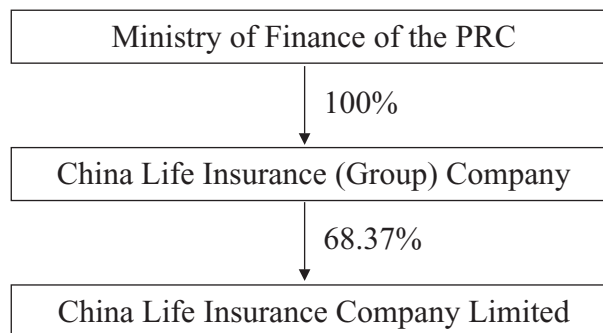 Ministry of Finance of the PRC
100%
China Life Insurance (Group) Company
68.37%
China Life Insurance Company Limited